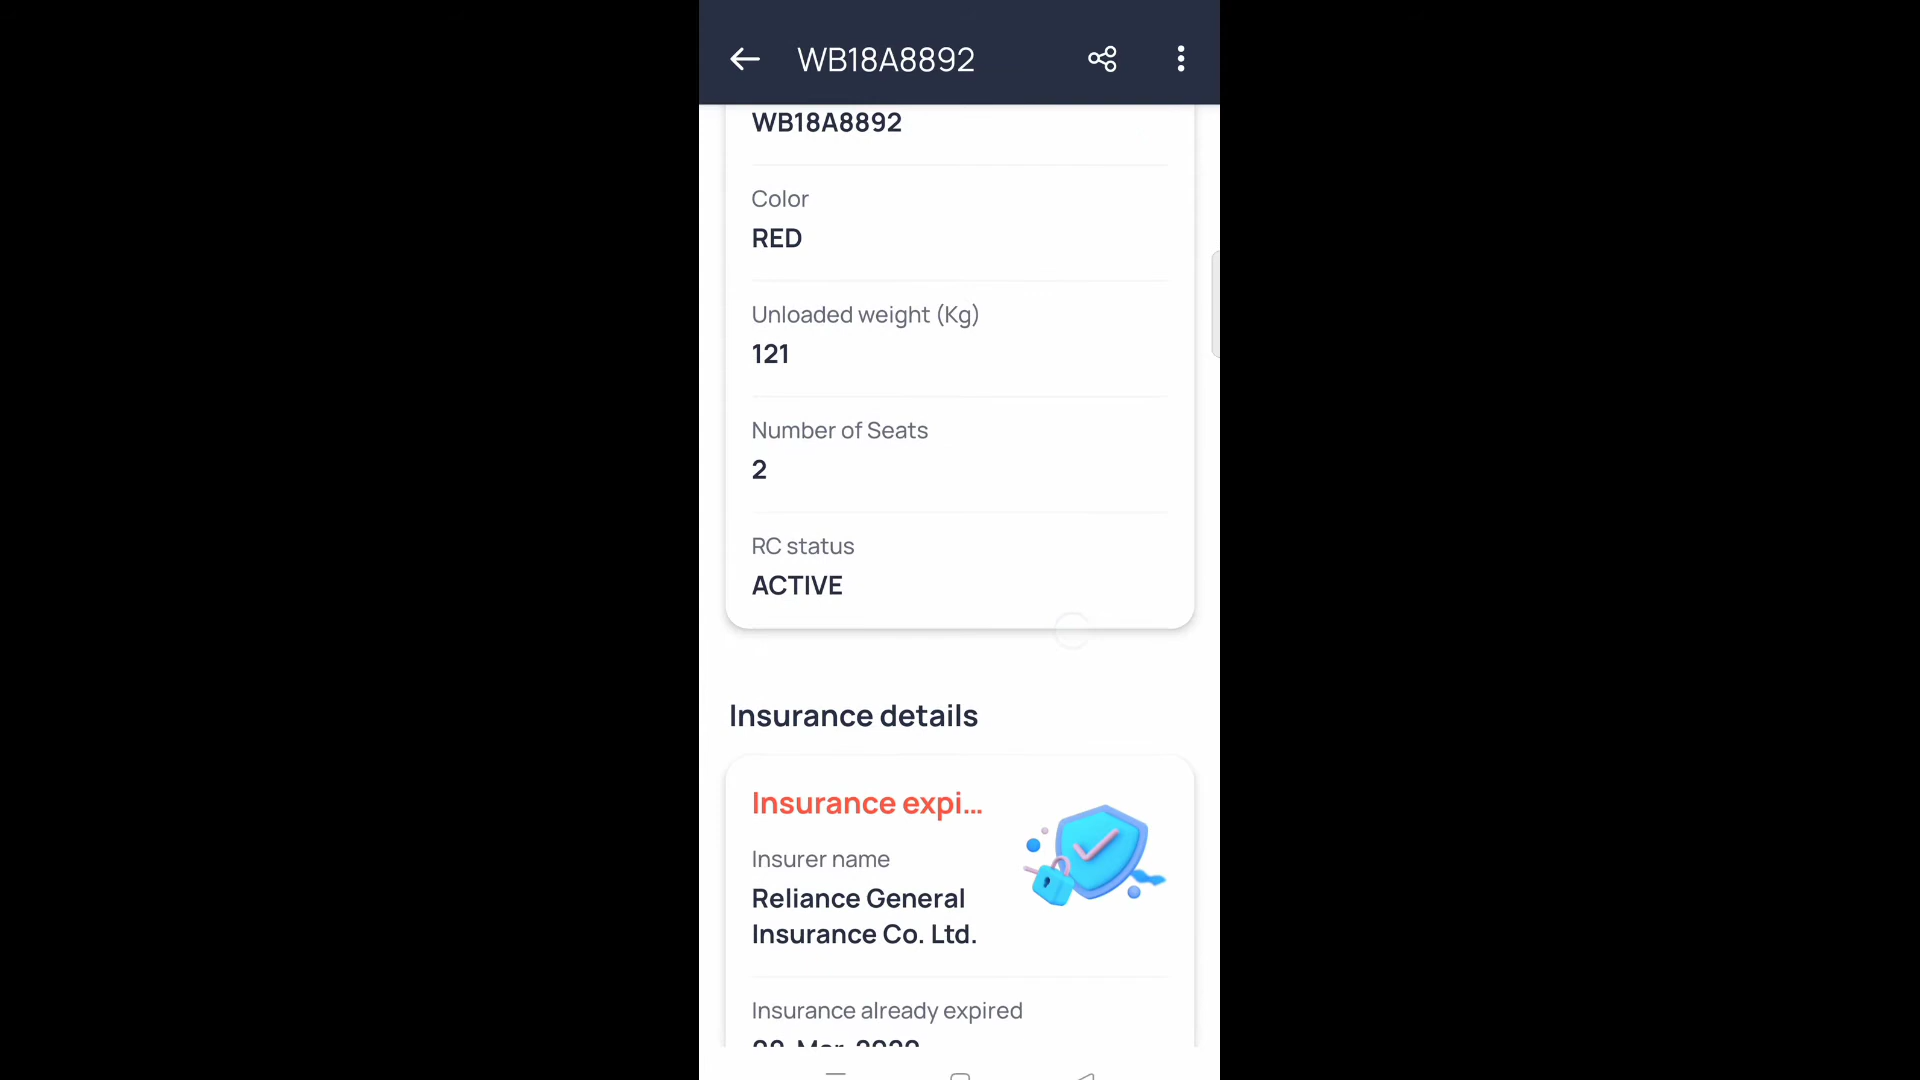 WB18A8892
WB18A8892
Color
RED
Unloaded weight (Kg)
121
Number of Seats
2
RC status
ACTIVE
Insurance details
Insurance expi...
Insurer name
Reliance General
Insurance Co. Ltd.
Insurance already expired